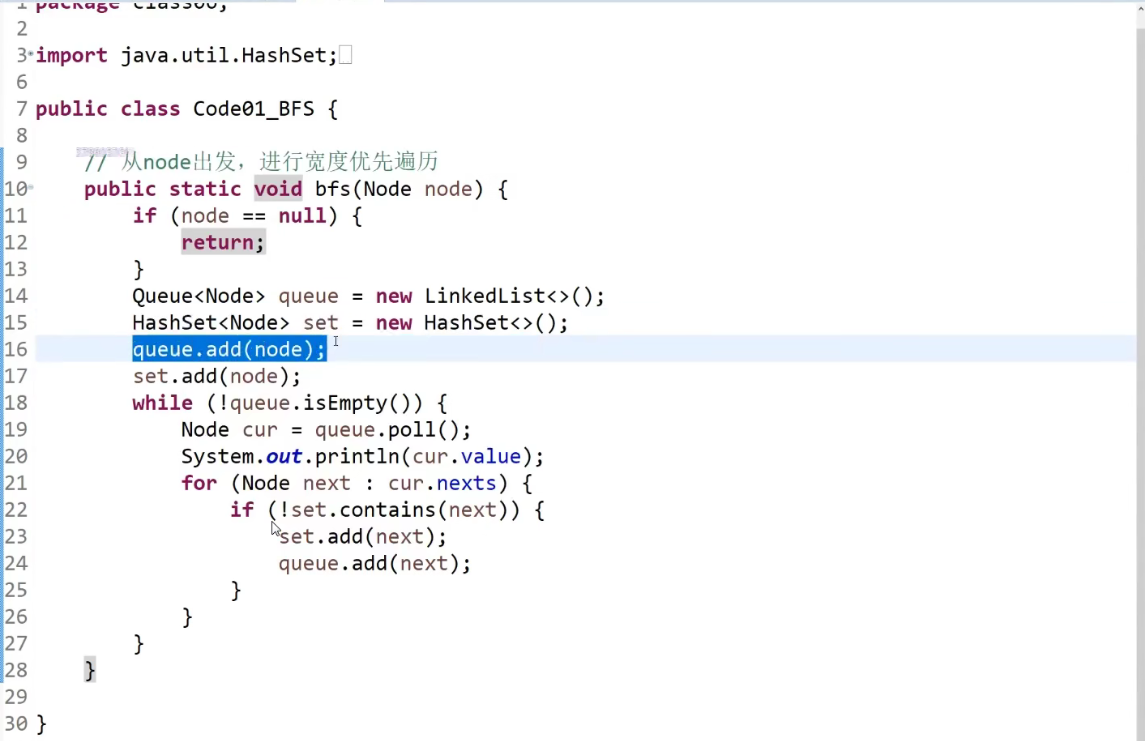 1 package class06;
2
3 import java.util.HashSet;
6
7 public class Code01_BFS {
8
9 // 从node出发，进行宽度优先遍历
10 public static void bfs(Node node) {
11 if (node == null) {
12 return;
13 }
14 Queue<Node> queue = new LinkedList<>();
15 HashSet<Node> set = new HashSet<>();
16 queue.add(node);
17 set.add(node);
18 while (!queue.isEmpty()) {
19 Node cur = queue.poll();
20 System.out.println(cur.value);
21 for (Node next : cur.nexts) {
22 if (!set.contains(next)) {
23 set.add(next);
24 queue.add(next);
25 }
26 }
27 }
28 }
29
30 }